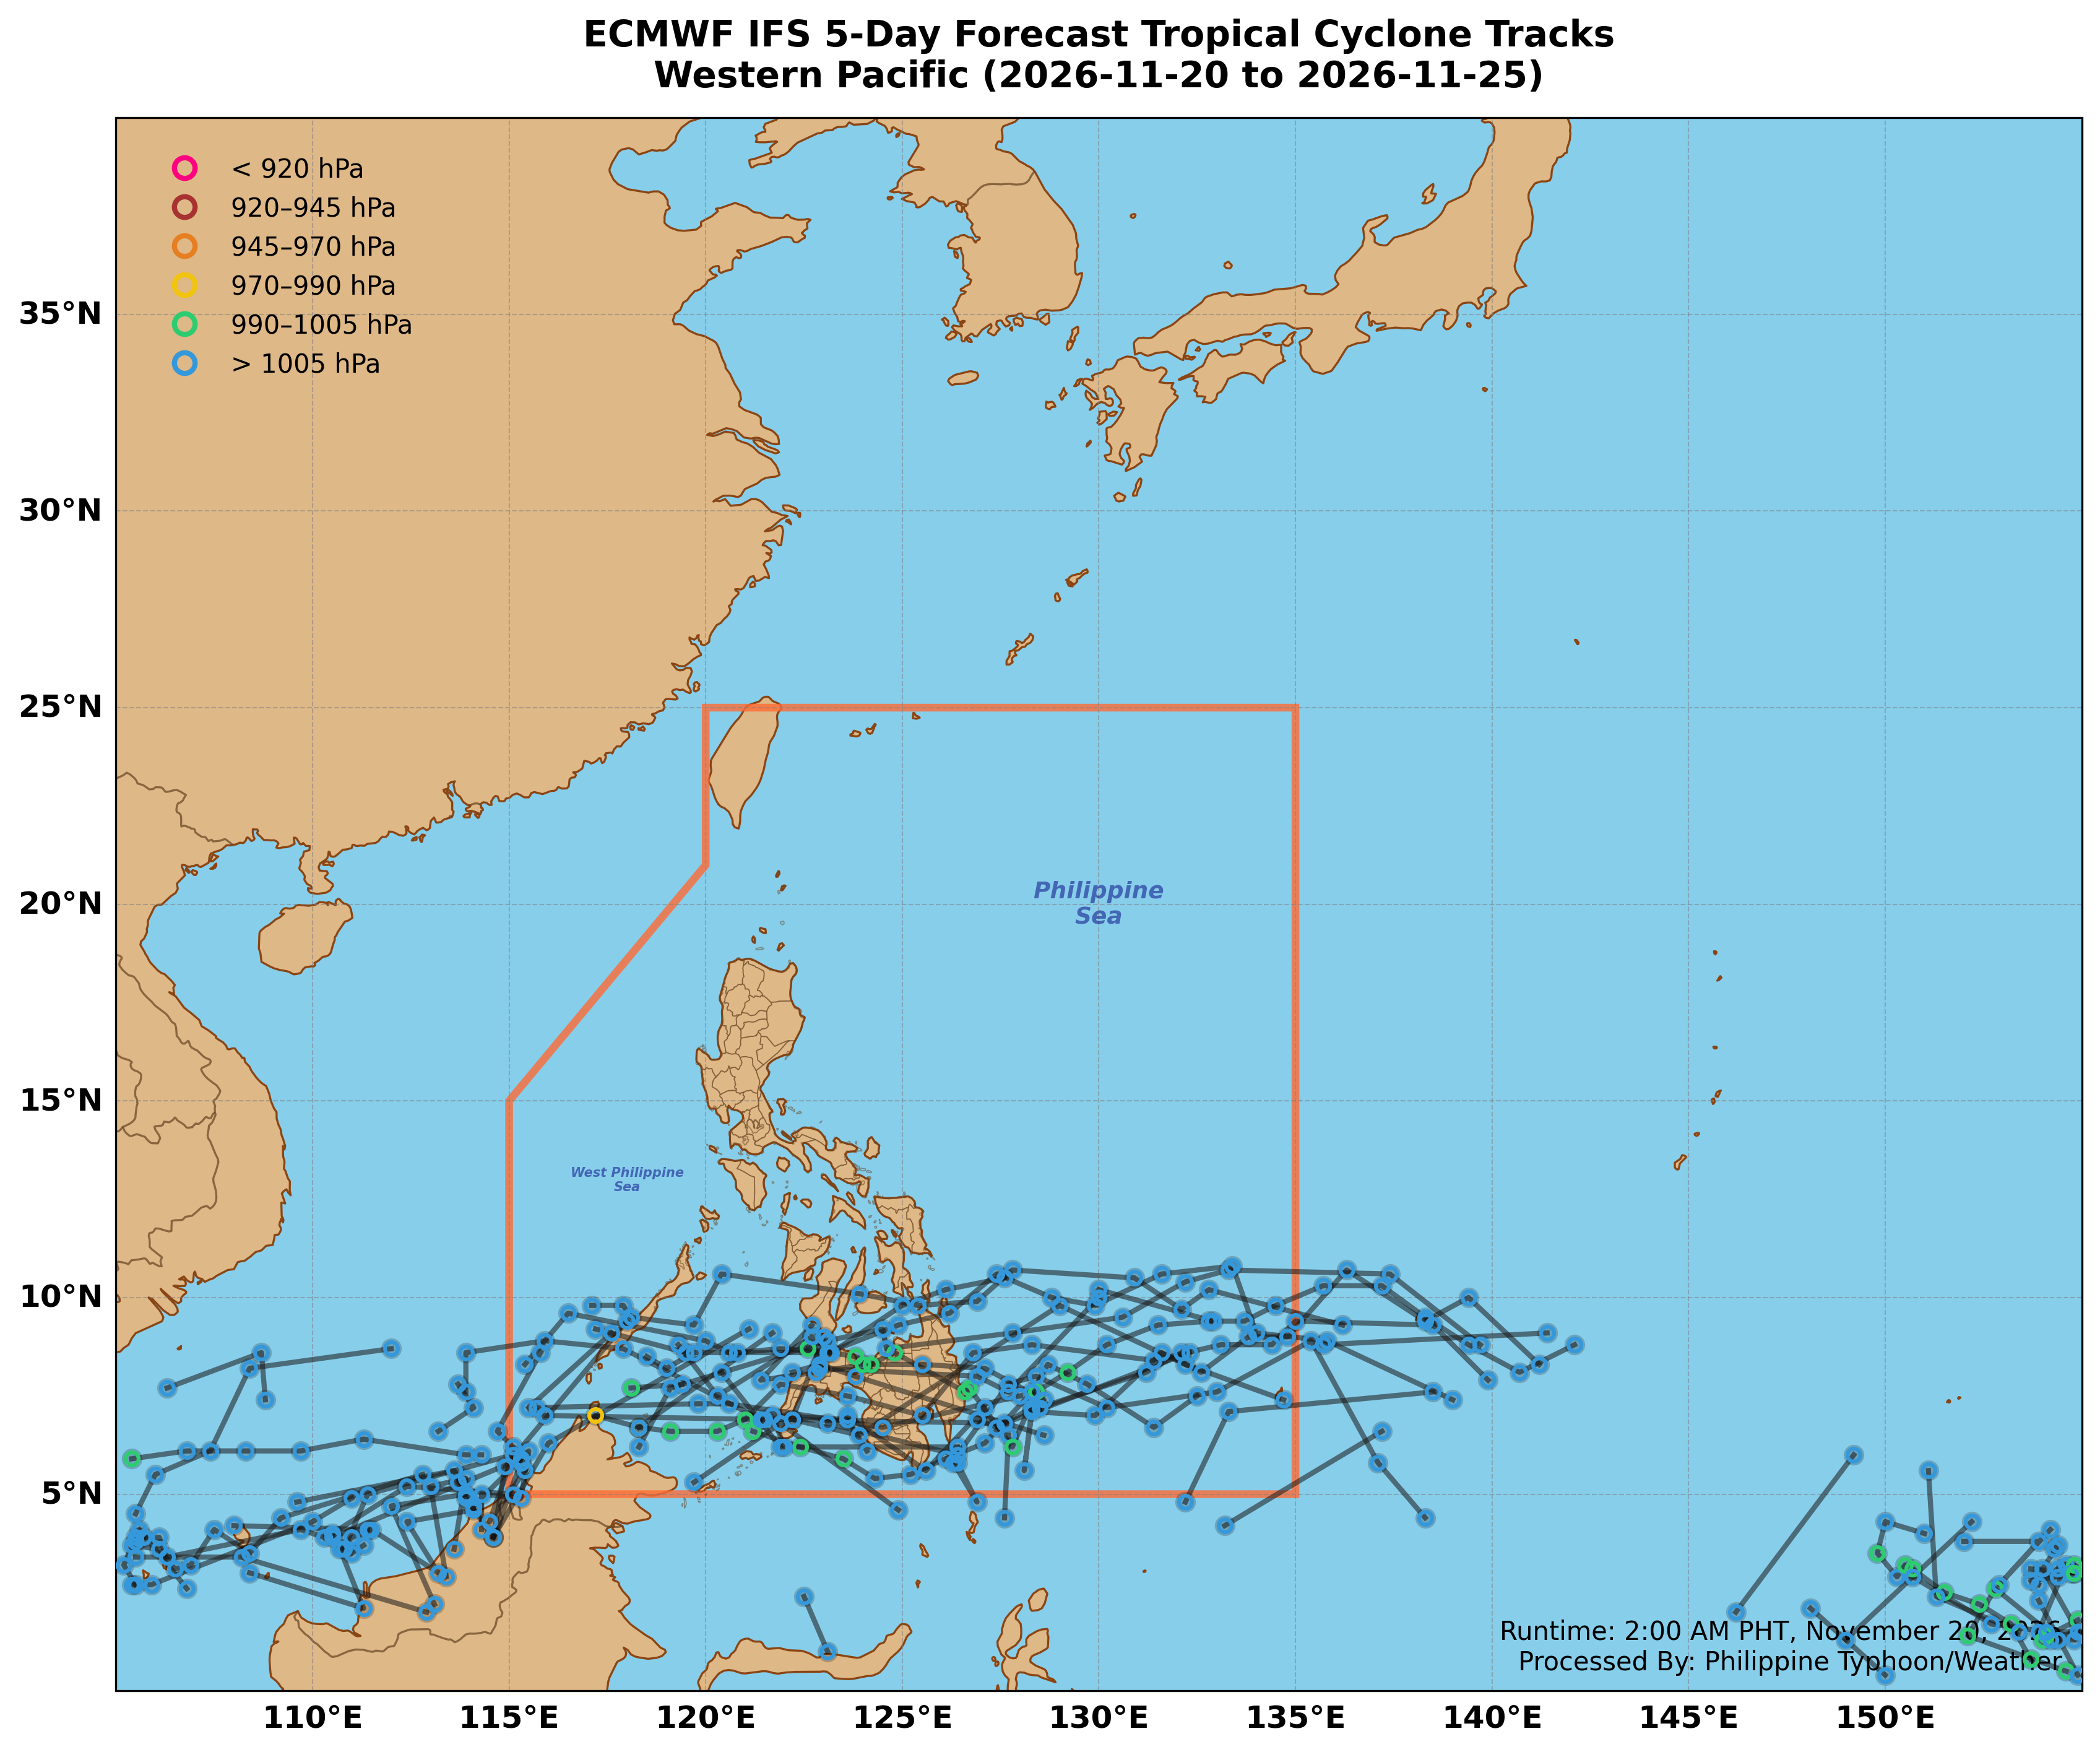 ECMWF IFS 5-Day Forecast Tropical Cyclone Tracks
Western Pacific (2026-11-20 to 2026-11-25)
< 920 hPa
920–945 hPa
945–970 hPa
970–990 hPa
990–1005 hPa
> 1005 hPa
35°N
30°N
25°N
20°N
15°N
10°N
5°N
Philippine
Sea
West Philippine
Sea
Runtime: 2:00 AM PHT, November 20, 2026
Processed By: Philippine Typhoon/Weather
110°E
115°E
120°E
125°E
130°E
135°E
140°E
145°E
150°E